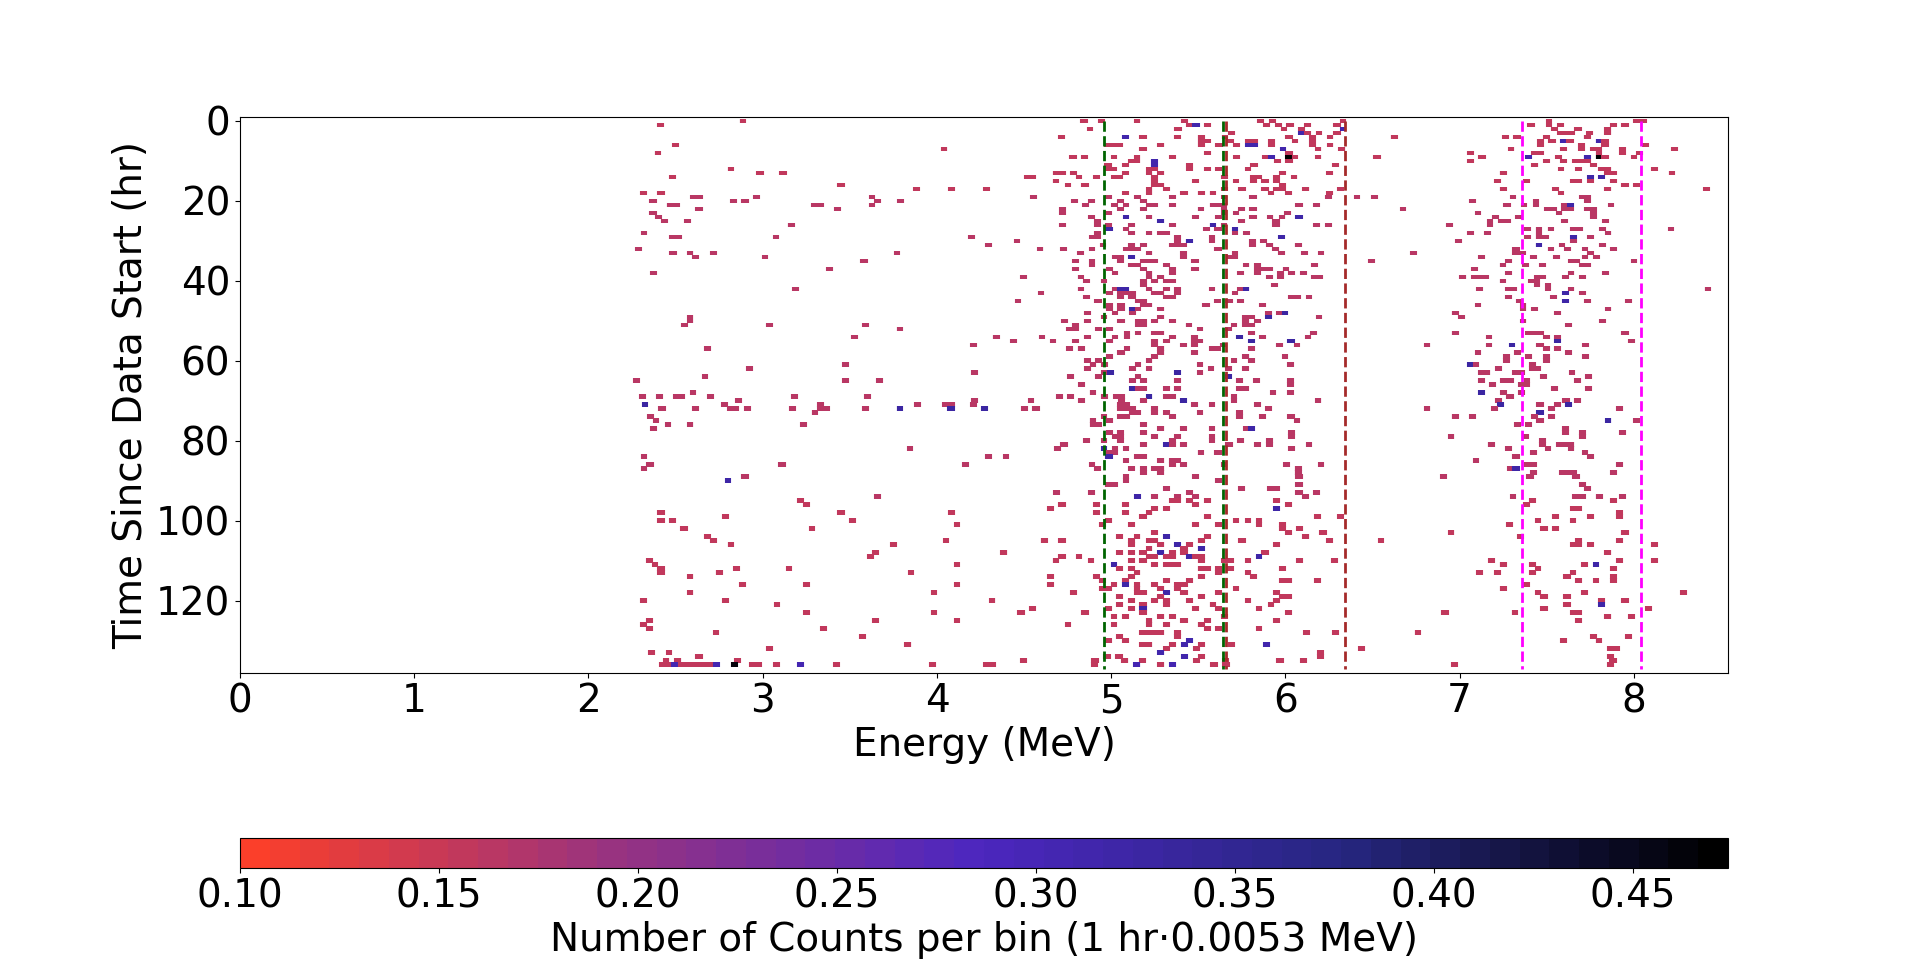 0
20
40
60
80
100
120
Time Since Data Start (hr)
0 1 2 3 4 5 6 7 8
Energy (MeV)
0.10 0.15 0.20 0.25 0.30 0.35 0.40 0.45
Number of Counts per bin (1 hr·0.0053 MeV)